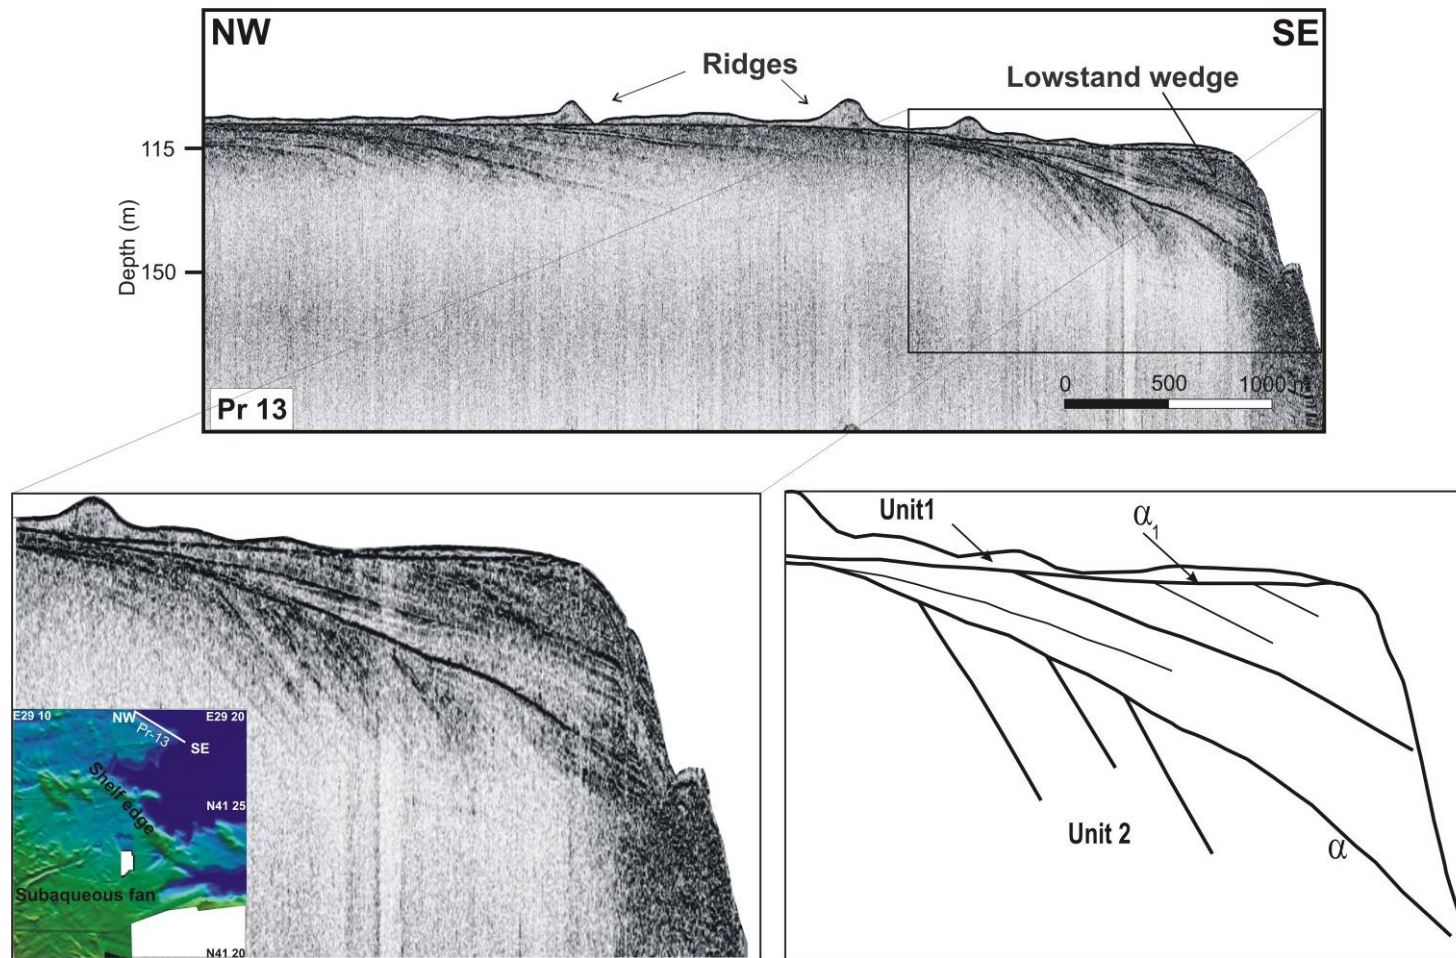 NW
SE
Ridges
Lowstand wedge
115
Depth (m)
150
0
500
1000 m
Pr 13
Unit1
α1
Unit 2
α
E29 10
NW
E29 20
Pr-13
SE
Shelf edge
N41 25
Subaqueous fan
N41 20